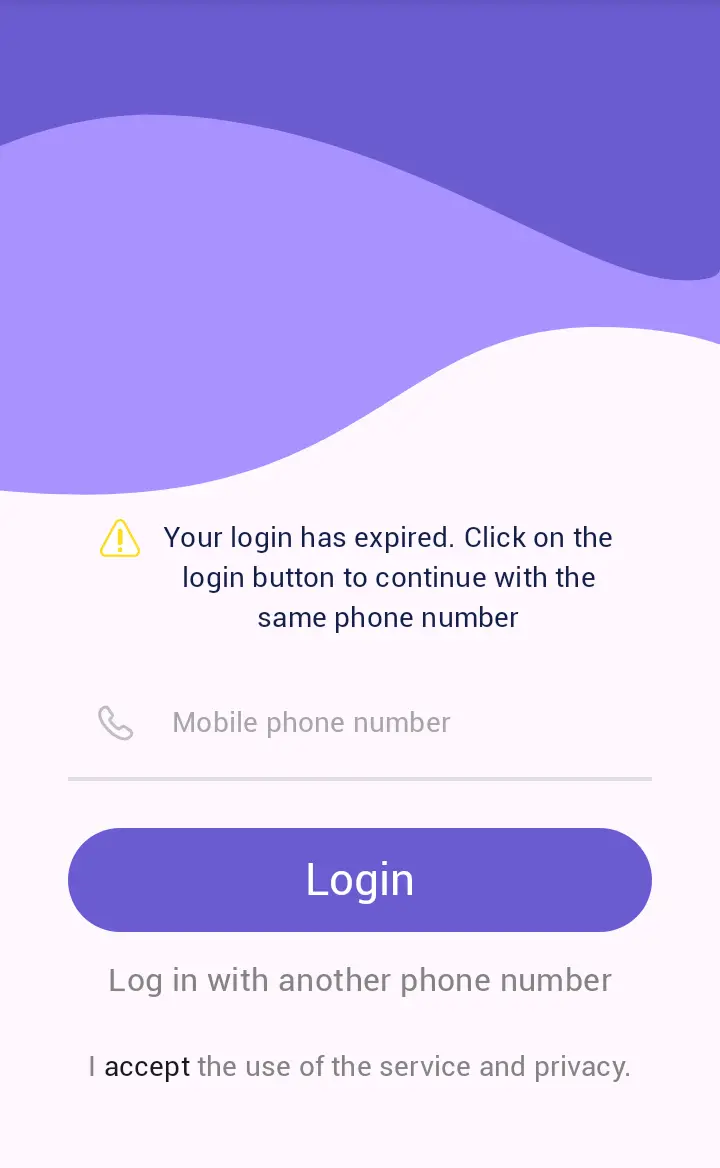 Your login has expired. Click on the
login button to continue with the
same phone number
Mobile phone number
Login
Log in with another phone number
I accept the use of the service and privacy.